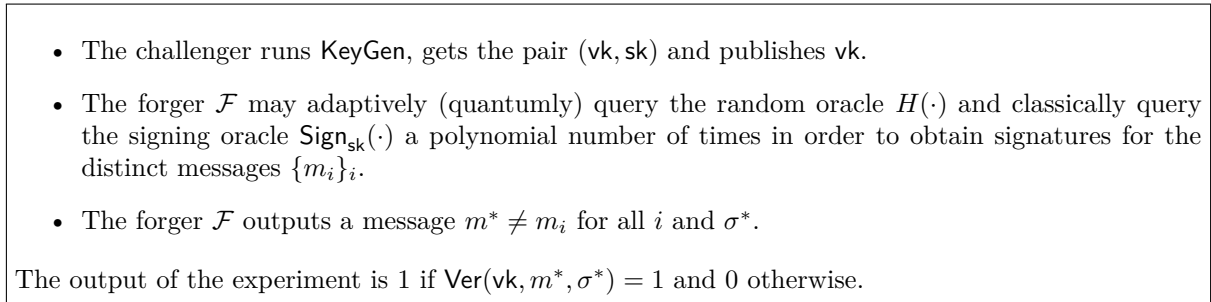 • The challenger runs KeyGen, gets the pair (vk, sk) and publishes vk.
• The forger F may adaptively (quantumly) query the random oracle H(·) and classically query
the signing oracle Sign_sk(·) a polynomial number of times in order to obtain signatures for the
distinct messages {m_i}_i.
• The forger F outputs a message m* ≠ m_i for all i and σ*.
The output of the experiment is 1 if Ver(vk, m*, σ*) = 1 and 0 otherwise.